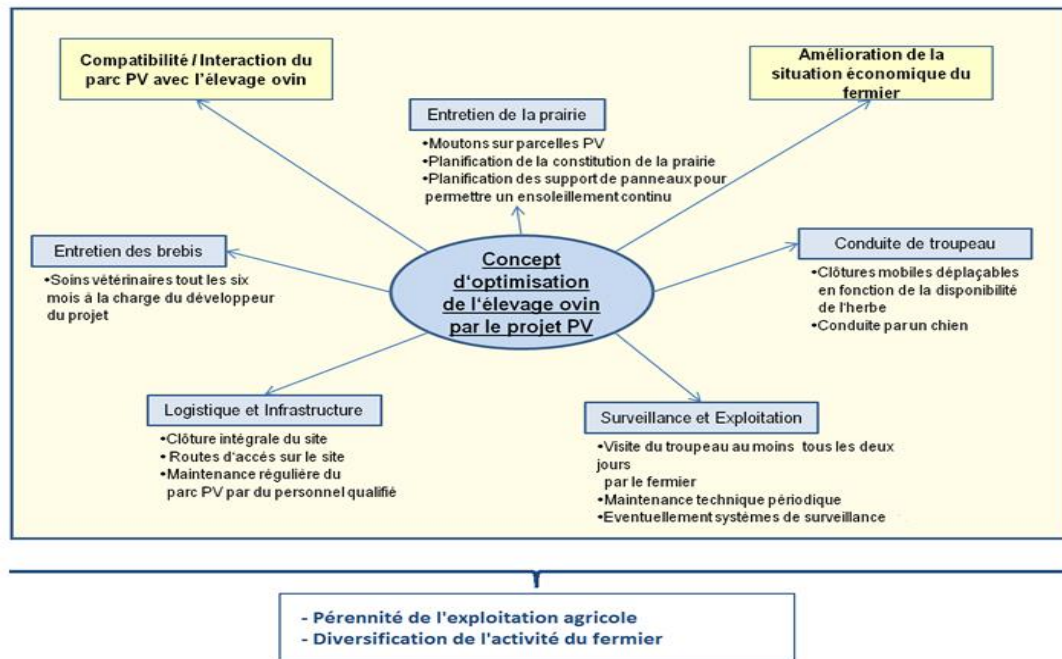 Compatibilité / Interaction du
parc PV avec l'élevage ovin
Amélioration de la
situation économique du
fermier
Entretien de la prairie
•Moutons sur parcelles PV
•Planification de la constitution de la prairie
•Planification des support de panneaux pour
permettre un ensoleillement continu
Entretien des brebis
•Soins vétérinaires tout les six
mois à la charge du développeur
du projet
Concept
d'optimisation
de l'élevage ovin
par le projet PV
Conduite de troupeau
•Clôtures mobiles déplaçables
en fonction de la disponibilité
de l'herbe
•Conduite par un chien
Logistique et Infrastructure
•Clôture intégrale du site
•Routes d'accés sur le site
•Maintenance régulière du
parc PV par du personnel qualifié
Surveillance et Exploitation
•Visite du troupeau au moins tous les deux
jours
par le fermier
•Maintenance technique périodique
•Eventuellement systèmes de surveillance
- Pérennité de l'exploitation agricole
- Diversification de l'activité du fermier